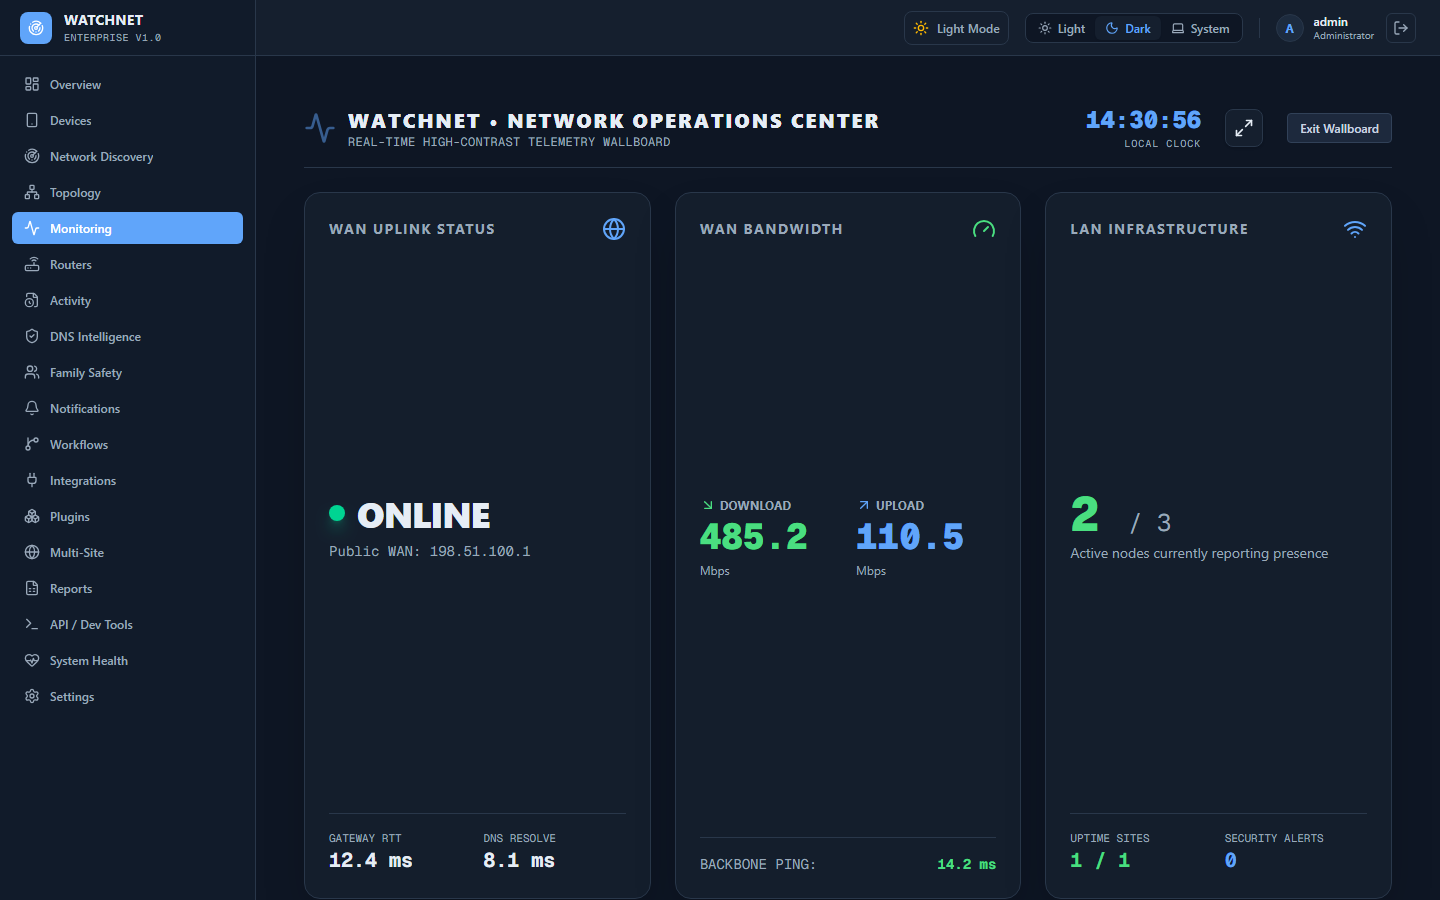 WATCHNET
ENTERPRISE V1.0
Light Mode
Light
Dark
System
A
admin
Administrator
Overview
Devices
Network Discovery
Topology
Monitoring
Routers
Activity
DNS Intelligence
Family Safety
Notifications
Workflows
Integrations
Plugins
Multi-Site
Reports
API / Dev Tools
System Health
Settings
WATCHNET • NETWORK OPERATIONS CENTER
REAL-TIME HIGH-CONTRAST TELEMETRY WALLBOARD
14:30:56
LOCAL CLOCK
Exit Wallboard
WAN UPLINK STATUS
ONLINE
Public WAN: 198.51.100.1
GATEWAY RTT
12.4 ms
DNS RESOLVE
8.1 ms
WAN BANDWIDTH
DOWNLOAD
485.2
Mbps
UPLOAD
110.5
Mbps
BACKBONE PING:
14.2 ms
LAN INFRASTRUCTURE
2 / 3
Active nodes currently reporting presence
UPTIME SITES
1 / 1
SECURITY ALERTS
0